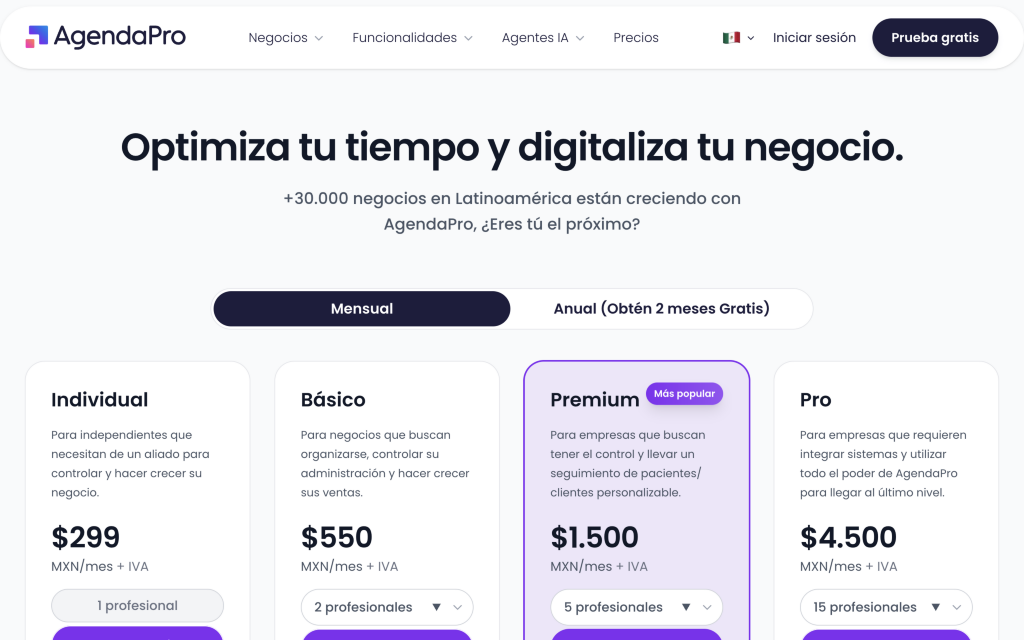 AgendaPro
Negocios
Funcionalidades
Agentes IA
Precios
Iniciar sesión
Prueba gratis
Optimiza tu tiempo y digitaliza tu negocio.
+30.000 negocios en Latinoamérica están creciendo con
AgendaPro, ¿Eres tú el próximo?
Mensual
Anual (Obtén 2 meses Gratis)
Individual
Para independientes que
necesitan de un aliado para
controlar y hacer crecer su
negocio.
$299
MXN/mes + IVA
1 profesional
Básico
Para negocios que buscan
organizarse, controlar su
administración y hacer crecer
sus ventas.
$550
MXN/mes + IVA
2 profesionales
Premium
Más popular
Para empresas que buscan
tener el control y llevar un
seguimiento de pacientes/
clientes personalizable.
$1.500
MXN/mes + IVA
5 profesionales
Pro
Para empresas que requieren
integrar sistemas y utilizar
todo el poder de AgendaPro
para llegar al último nivel.
$4.500
MXN/mes + IVA
15 profesionales